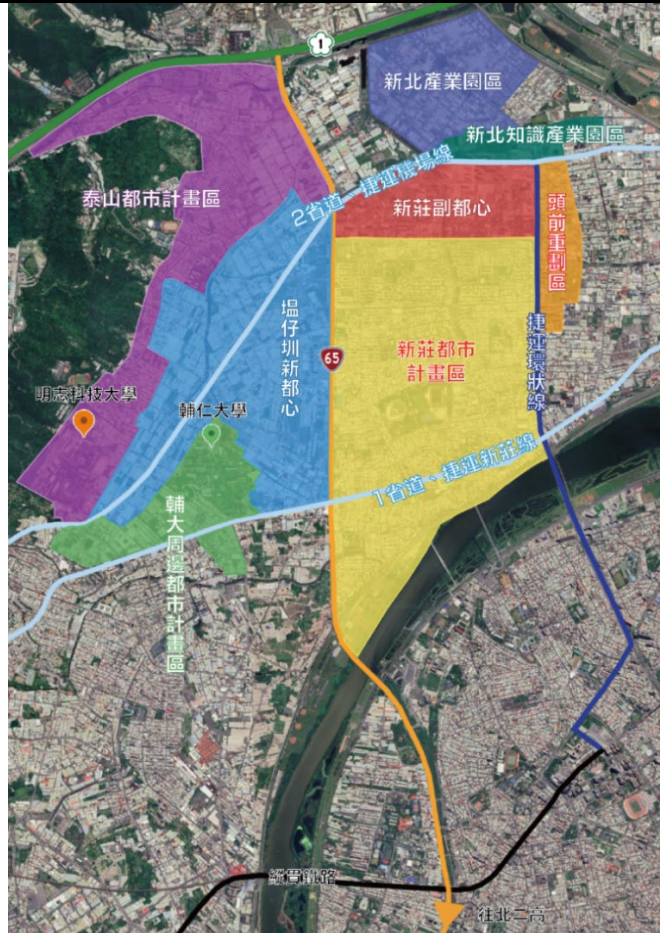 1
新北產業園區
新北知識產業園區
泰山都市計畫區
2省道、捷運機場線
新莊副都心
頭前重劃區
塭仔圳新都心
65
新莊都市
計畫區
捷運環狀線
明志科技大學
輔仁大學
1省道、捷運新莊線
輔大周邊都市計畫區
縱貫鐵路
往北二高